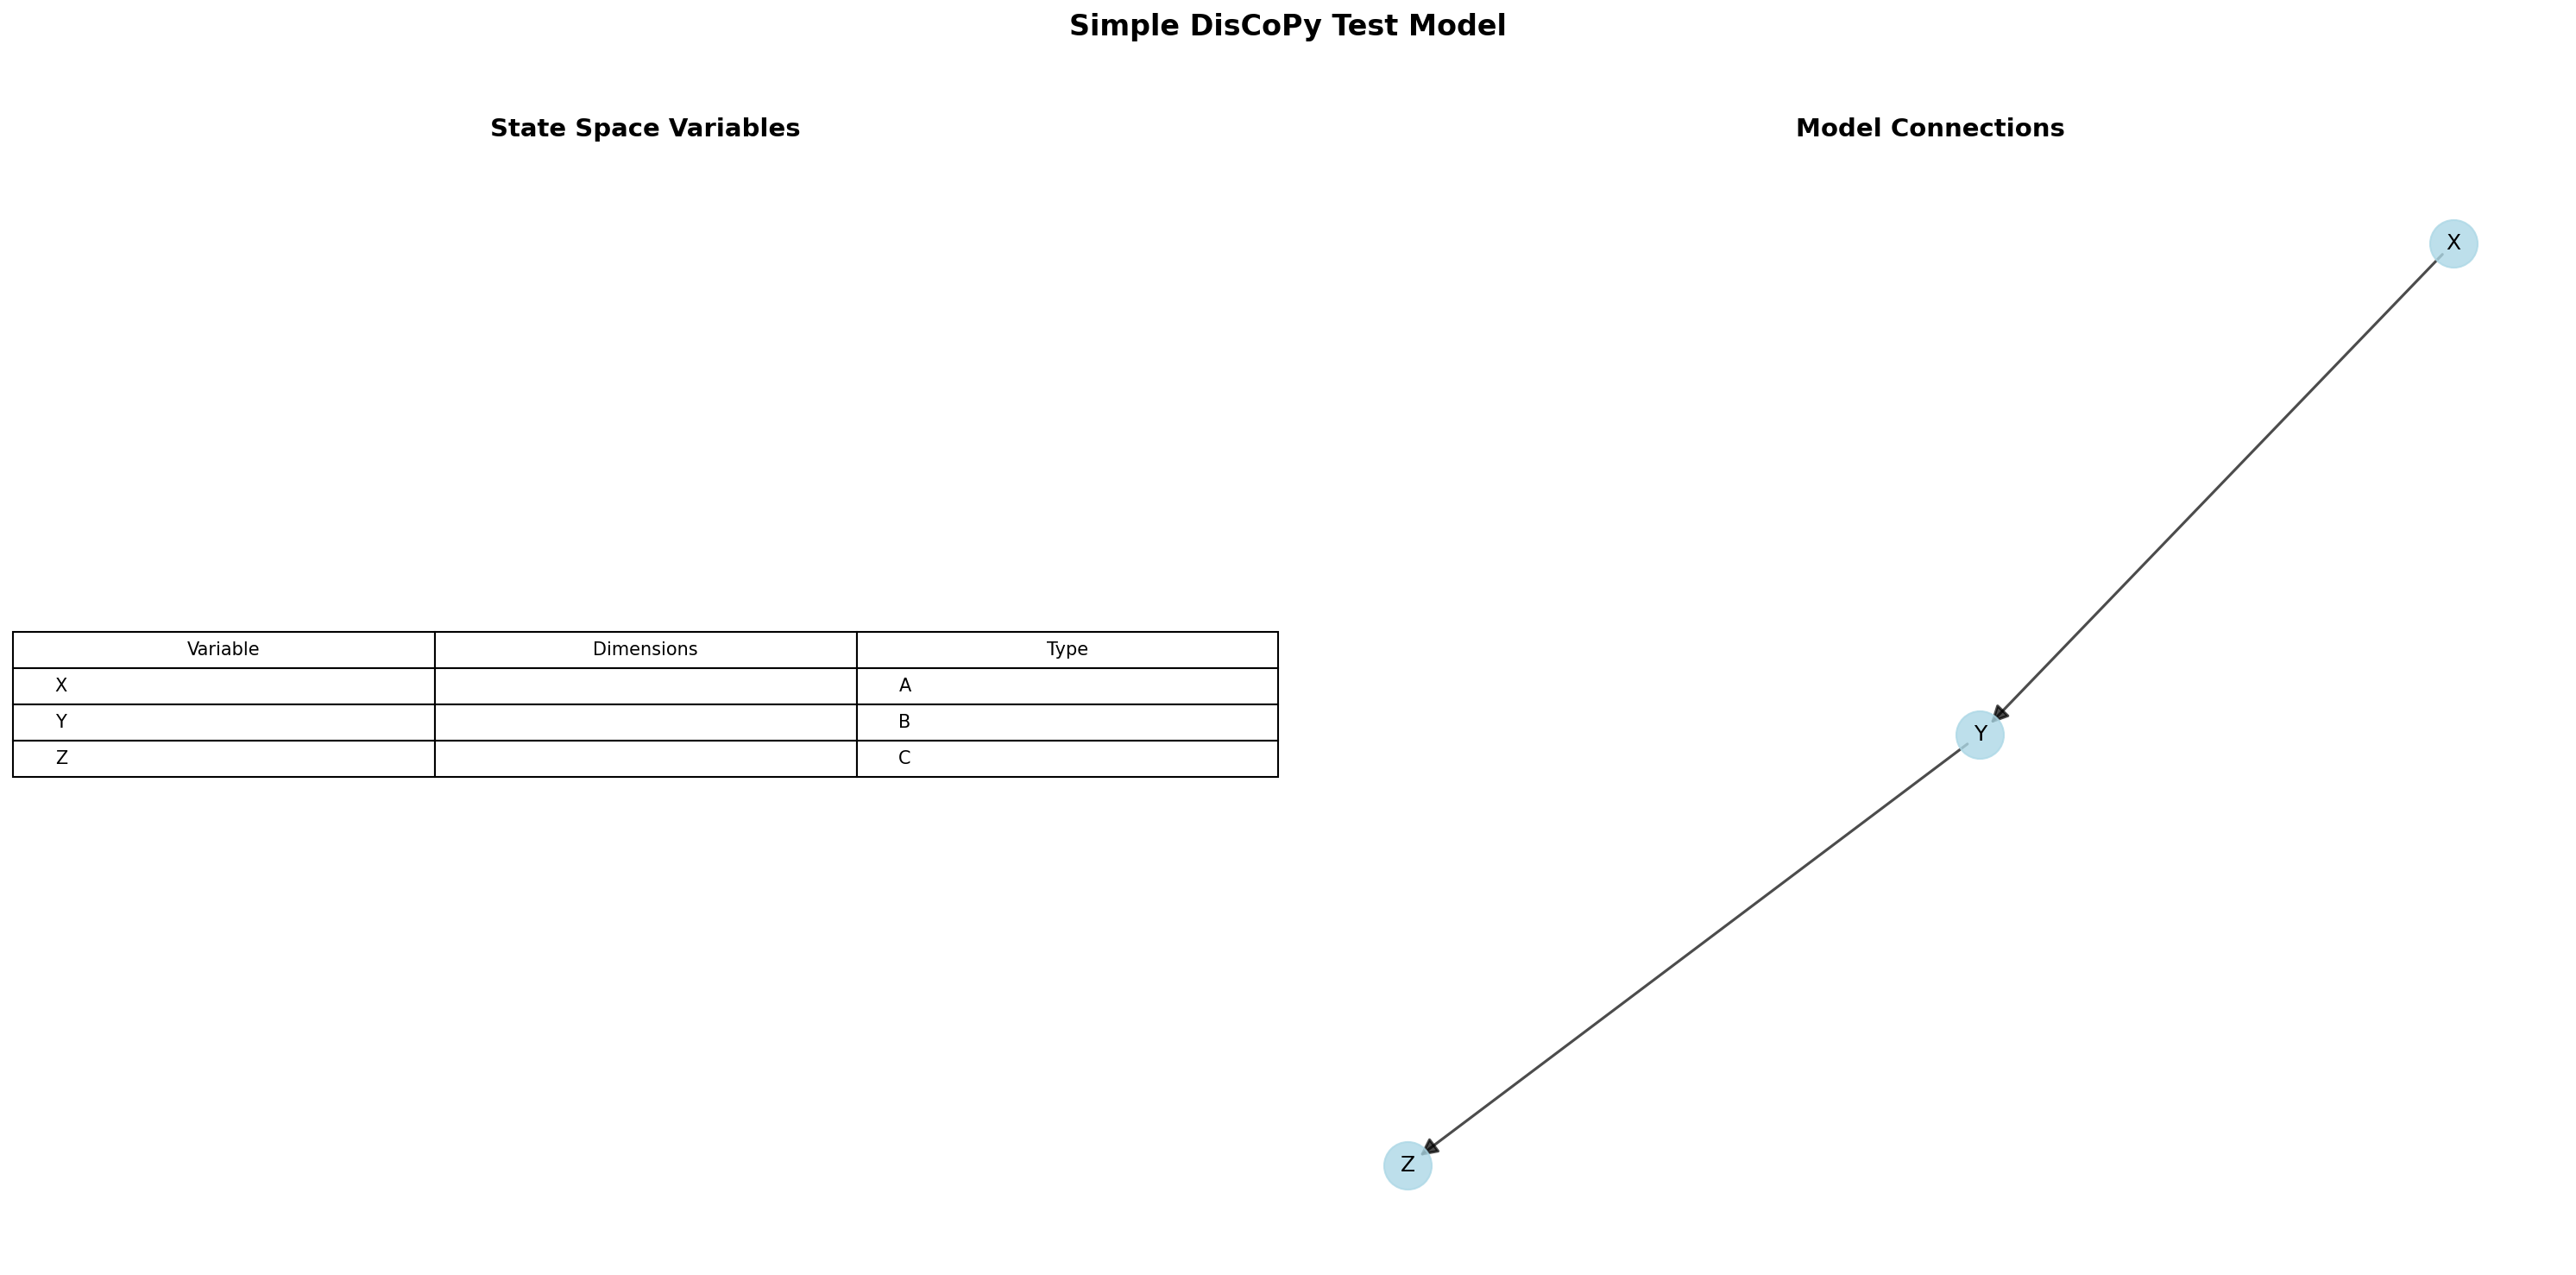 Simple DisCoPy Test Model
State Space Variables
Variable Dimensions Type
X A
Y B
Z C
Model Connections
X
Y
Z